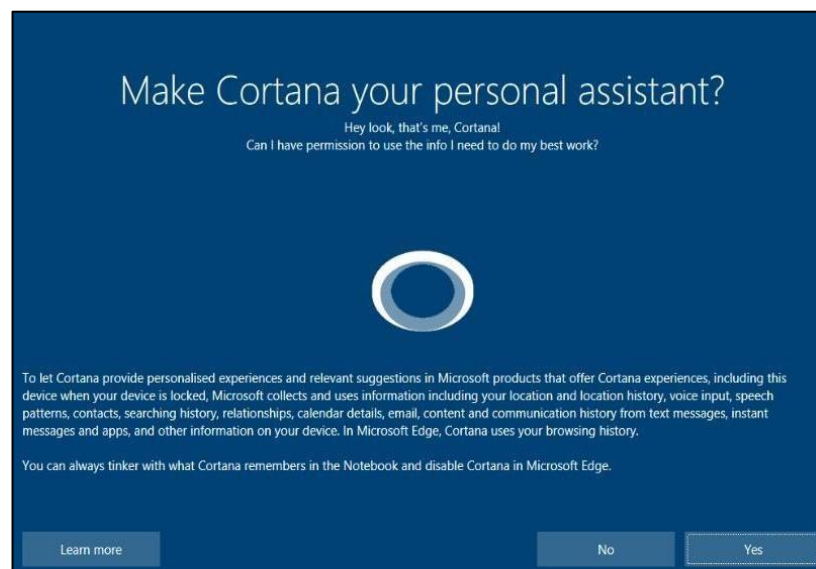 Make Cortana your personal assistant?
Hey look, that's me, Cortana!
Can I have permission to use the info I need to do my best work?
To let Cortana provide personalised experiences and relevant suggestions in Microsoft products that offer Cortana experiences, including this
device when your device is locked, Microsoft collects and uses information including your location and location history, voice input, speech
patterns, contacts, searching history, relationships, calendar details, email, content and communication history from text messages, instant
messages and apps, and other information on your device. In Microsoft Edge, Cortana uses your browsing history.
You can always tinker with what Cortana remembers in the Notebook and disable Cortana in Microsoft Edge.
Learn more
No
Yes